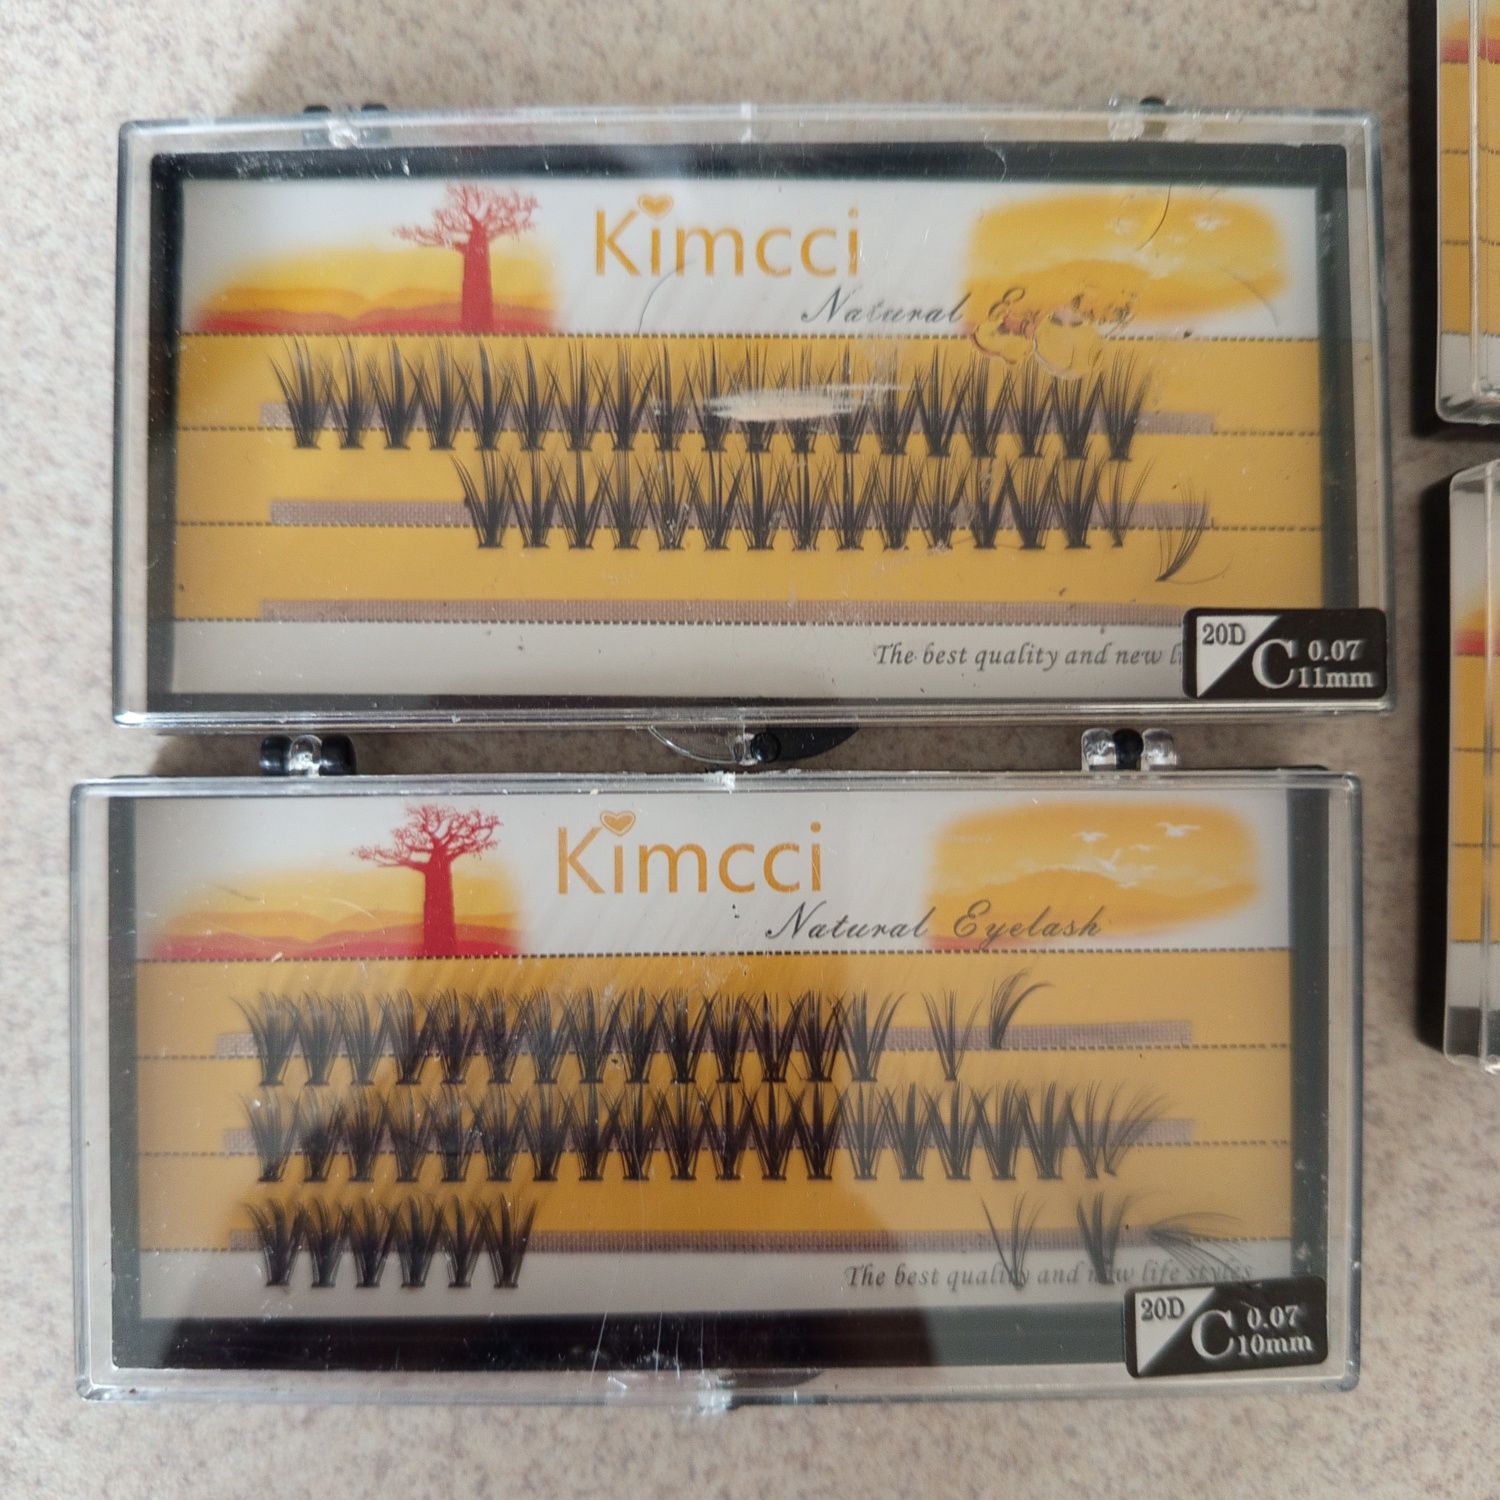 Kimcci
Natural
The best quality and new
20D
C 0.07
11mm
Kimcci
Natural Eyelash
The best quality and new life styles
20D
C 0.07
10mm